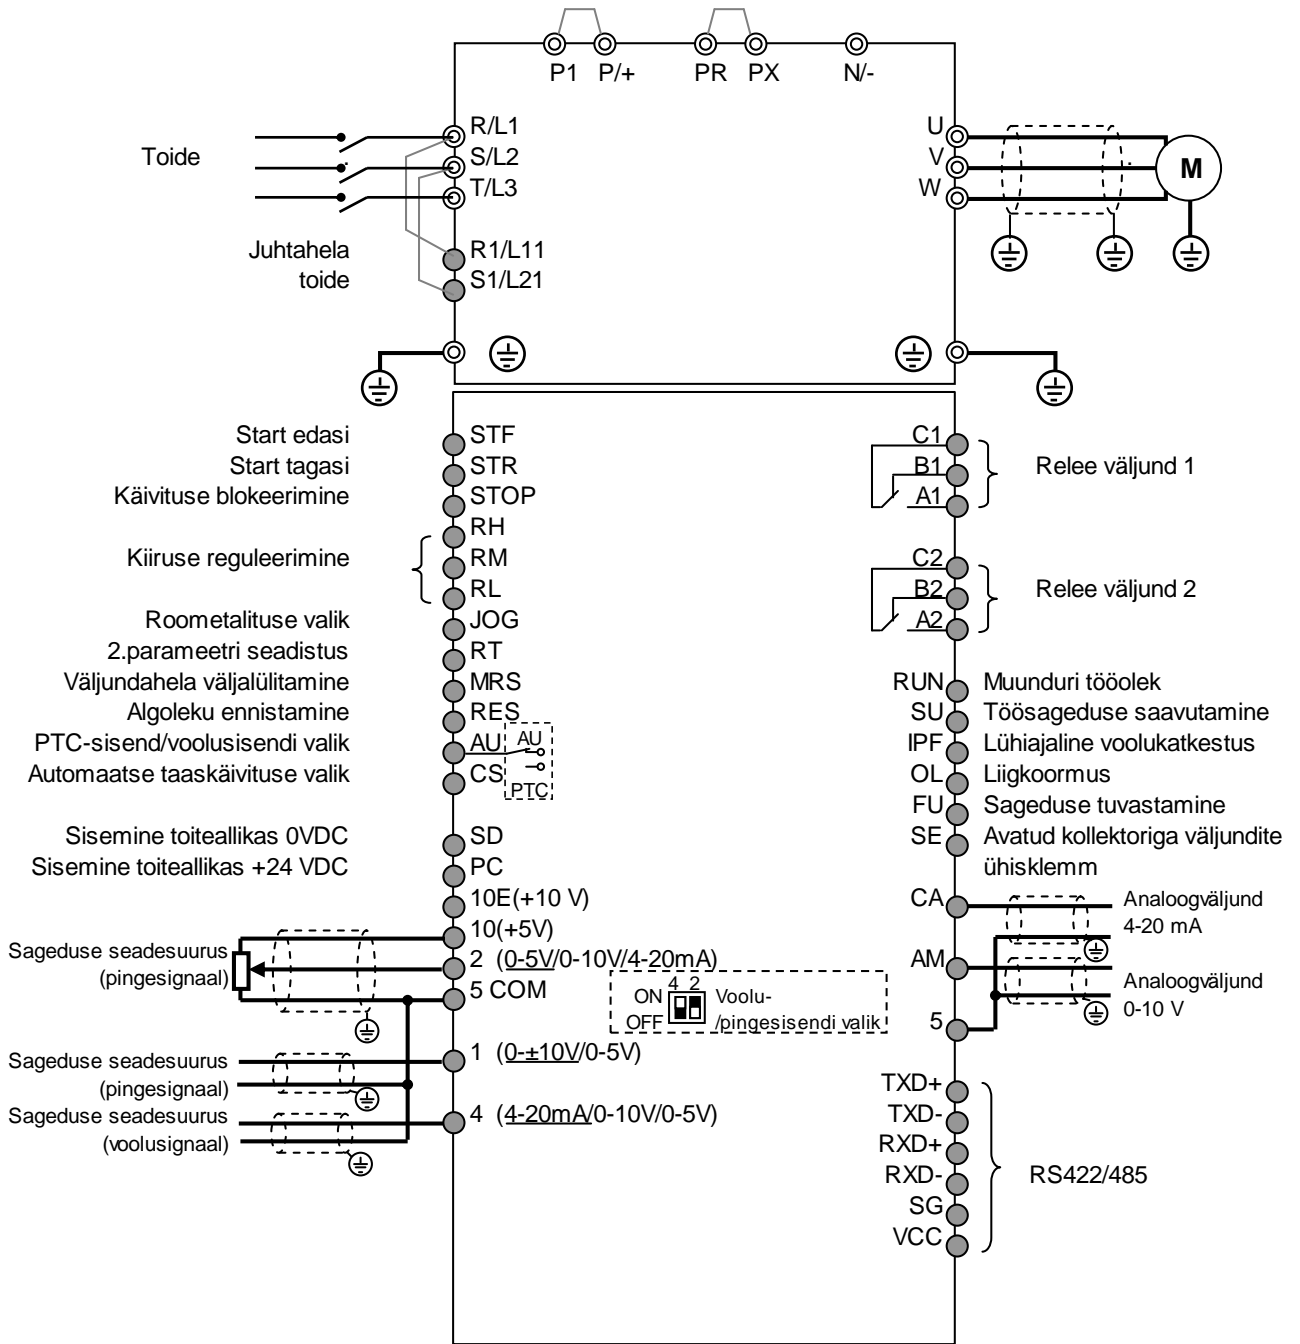 P1 P/+ PR PX N/-
Toide
R/L1
S/L2
T/L3
U
V
W
M
Juhtahela
toide
R1/L11
S1/L21
Start edasi STF
Start tagasi STR
Käivituse blokeerimine STOP
RH
Kiiruse reguleerimine RM
RL
Roometalituse valik JOG
2.parameetri seadistus RT
Väljundahela väljalülitamine MRS
Algoleku ennistamine RES
PTC-sisend/voolusisendi valik AU AU
Automaatse taaskäivituse valik CS PTC
Sisemine toiteallikas 0VDC SD
Sisemine toiteallikas +24 VDC PC
10E(+10 V)
10(+5V)
Sageduse seadesuurus
(pingesignaal)
2 (0-5V/0-10V/4-20mA)
5 COM
4 2
ON
OFF
Voolu-
/pingesisendi valik
Sageduse seadesuurus
(pingesignaal)
1 (0-±10V/0-5V)
Sageduse seadesuurus
(voolusignaal)
4 (4-20mA/0-10V/0-5V)
C1
B1 Relee väljund 1
A1
C2
B2 Relee väljund 2
A2
RUN Muunduri tööolek
SU Töösageduse saavutamine
IPF Lühiajaline voolukatkestus
OL Liigkoormus
FU Sageduse tuvastamine
SE Avatud kollektoriga väljundite
ühisklemm
CA Analoogväljund
4-20 mA
AM Analoogväljund
0-10 V
5
TXD+
TXD-
RXD+
RXD- RS422/485
SG
VCC